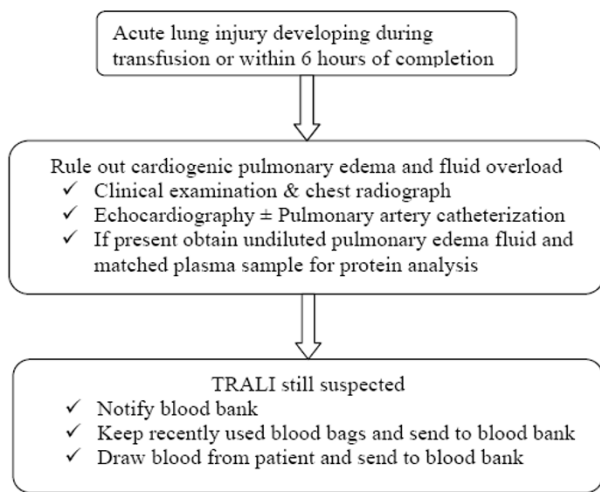 Acute lung injury developing during
transfusion or within 6 hours of completion
Rule out cardiogenic pulmonary edema and fluid overload
✓ Clinical examination & chest radiograph
✓ Echocardiography ± Pulmonary artery catheterization
✓ If present obtain undiluted pulmonary edema fluid and
matched plasma sample for protein analysis
TRALI still suspected
✓ Notify blood bank
✓ Keep recently used blood bags and send to blood bank
✓ Draw blood from patient and send to blood bank